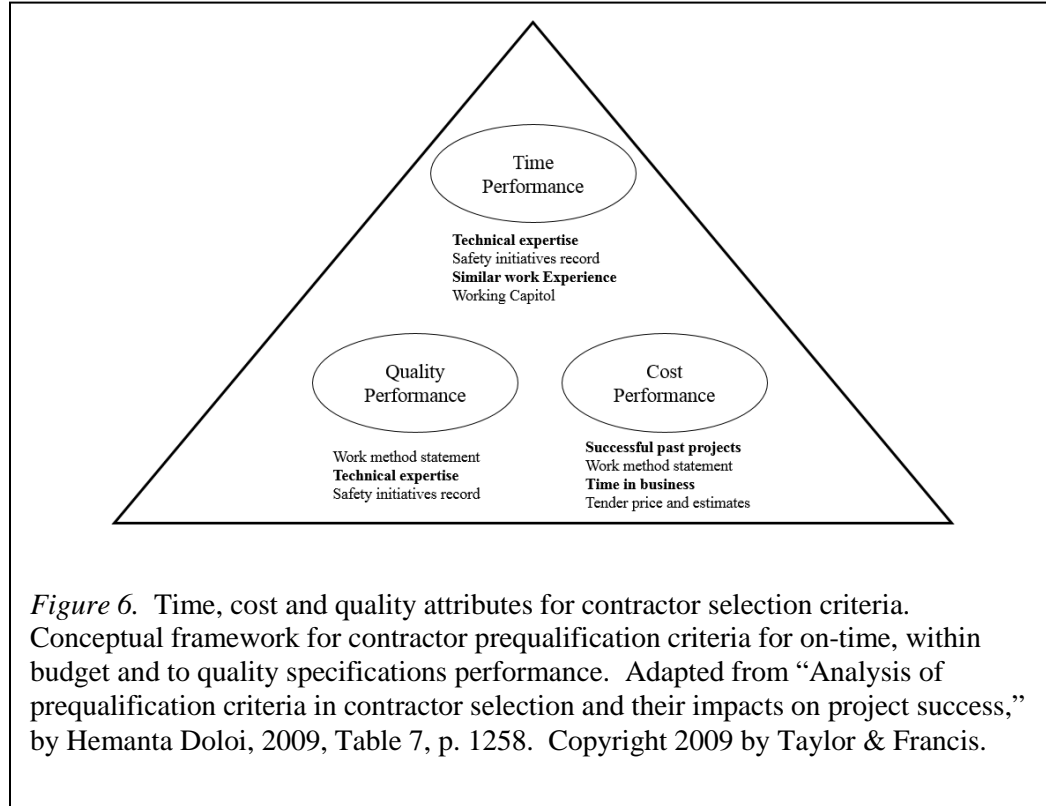 Time
Performance
Technical expertise
Safety initiatives record
Similar work Experience
Working Capitol
Quality
Performance
Work method statement
Technical expertise
Safety initiatives record
Cost
Performance
Successful past projects
Work method statement
Time in business
Tender price and estimates
Figure 6. Time, cost and quality attributes for contractor selection criteria.
Conceptual framework for contractor prequalification criteria for on-time, within
budget and to quality specifications performance. Adapted from “Analysis of
prequalification criteria in contractor selection and their impacts on project success,”
by Hemanta Doloi, 2009, Table 7, p. 1258. Copyright 2009 by Taylor & Francis.